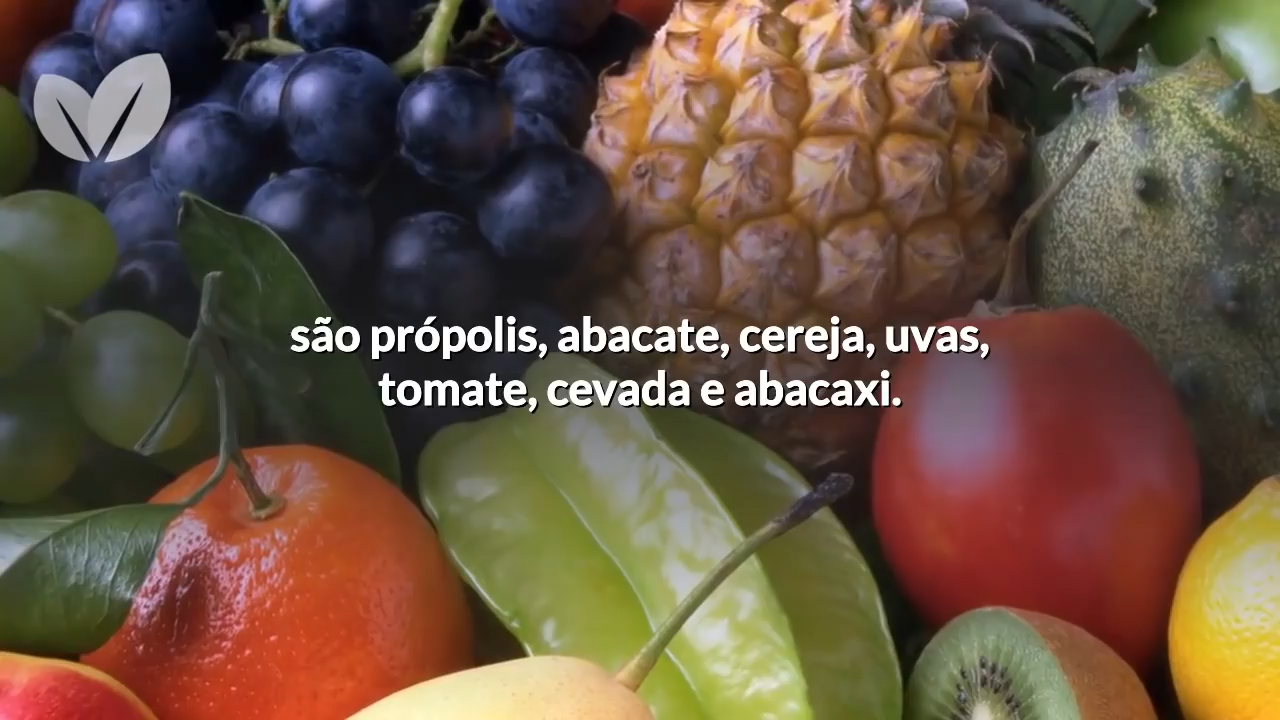 são própolis, abacate, cereja, uvas,
tomate, cevada e abacaxi.